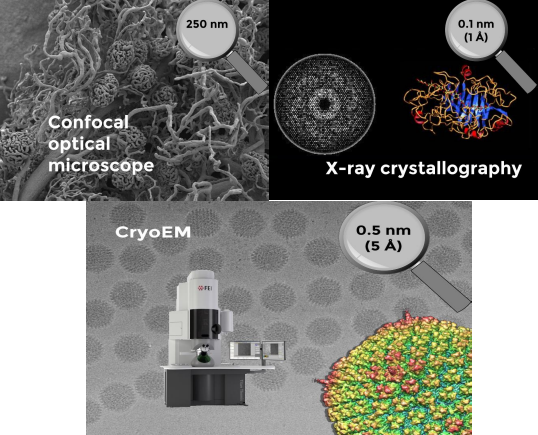 250 nm
Confocal
optical
microscope
0.1 nm
(1 Å)
X-ray crystallography
CryoEM
0.5 nm
(5 Å)
FEI